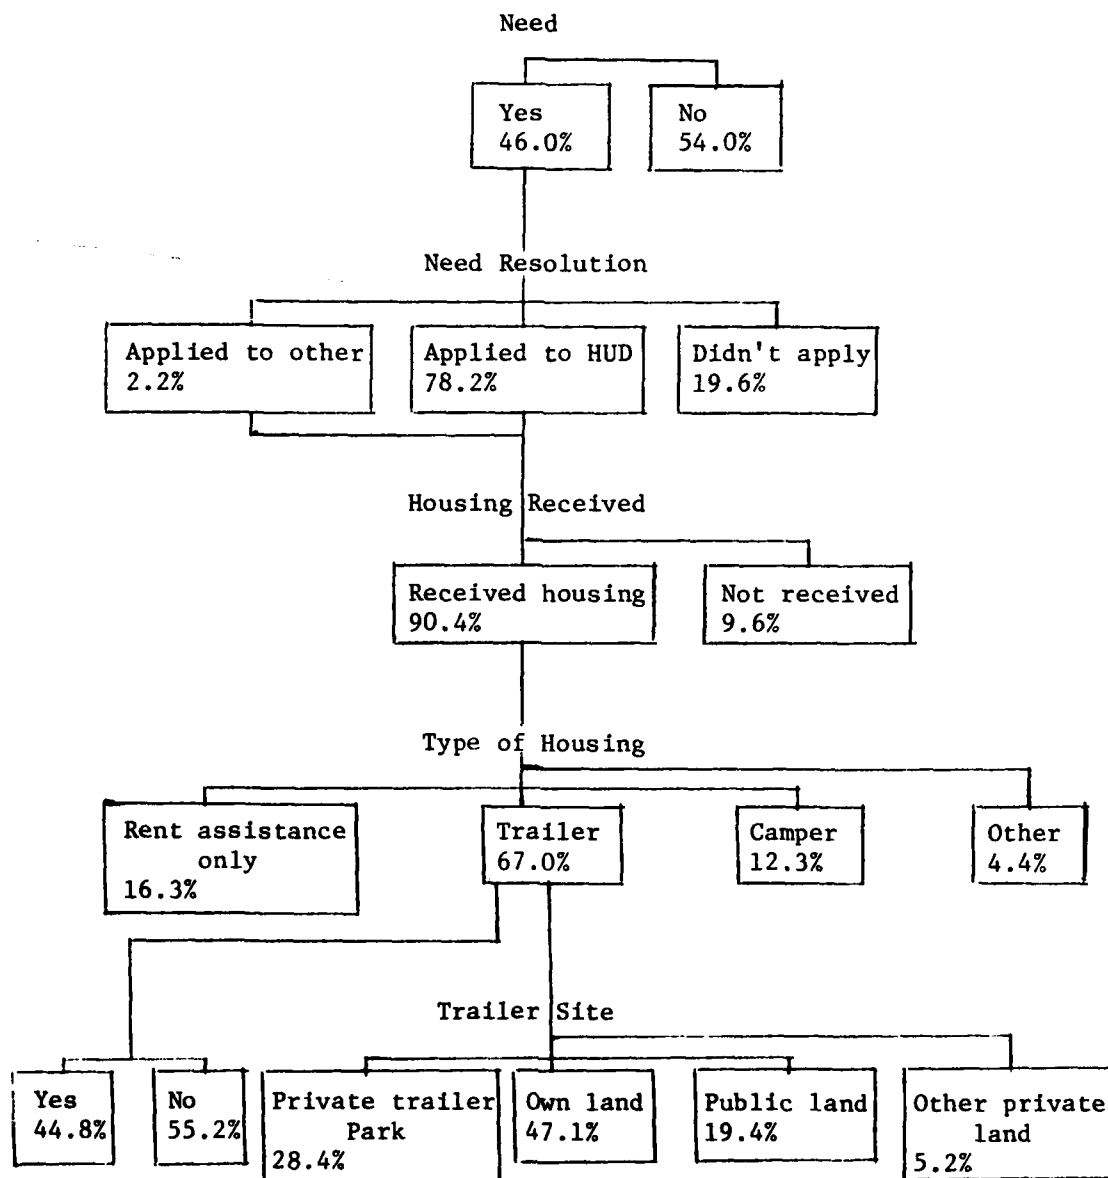 Need
Yes
46.0%
No
54.0%
Need Resolution
Applied to other
2.2%
Applied to HUD
78.2%
Didn't apply
19.6%
Housing Received
Received housing
90.4%
Not received
9.6%
Type of Housing
Rent assistance
only
16.3%
Trailer
67.0%
Camper
12.3%
Other
4.4%
Trailer Site
Yes
44.8%
No
55.2%
Private trailer
Park
28.4%
Own land
47.1%
Public land
19.4%
Other private
land
5.2%